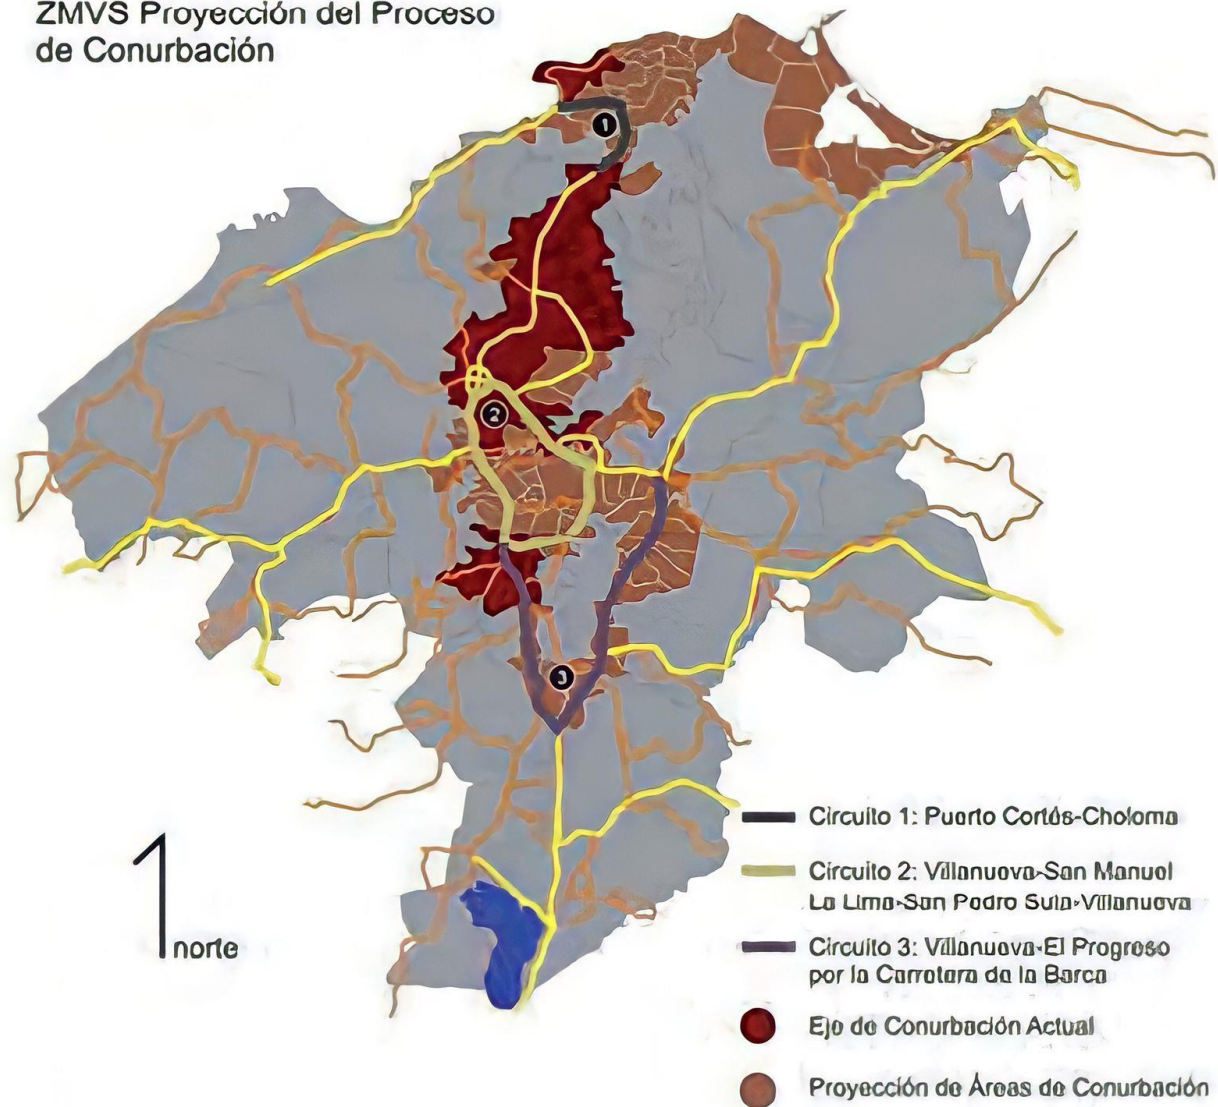 ZMVS Proyección del Proceso
de Conurbación
1
2
3
norte
Circuito 1: Puerto Cortés-Choloma
Circuito 2: Villanueva-San Manuel
La Lima-San Pedro Sula-Villanueva
Circuito 3: Villanueva-El Progreso
por la Carretera de la Barca
Eje de Conurbación Actual
Proyección de Áreas de Conurbación